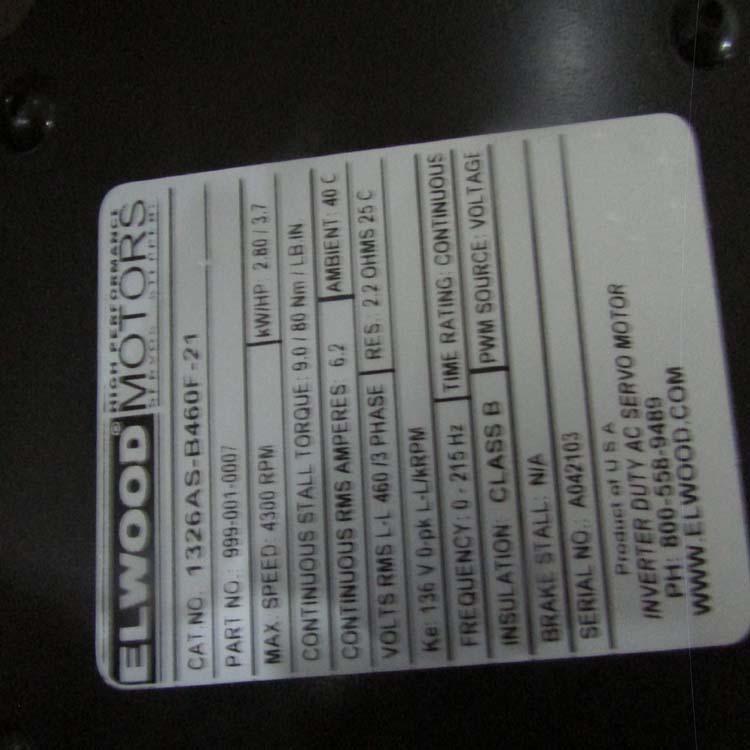 ELWOOD® HIGH PERFORMANCE MOTORS
CAT.NO. 1326AS-B460F-21
PART NO.: 999-001-0007
MAX. SPEED: 4300 RPM kW/HP: 2.80 / 3.7
CONTINUOUS STALL TORQUE: 9.0 / 80 Nm / LB.IN.
CONTINUOUS RMS AMPERES: 6.2 AMBIENT: 40 C
VOLTS RMS L-L 460 /3 PHASE RES.: 2.2 OHMS 25 C
Ke: 136 V 0-pk L-L/kRPM
FREQUENCY: 0 - 215 Hz TIME RATING: CONTINUOUS
INSULATION: CLASS B PWM SOURCE: VOLTAGE
BRAKE STALL: N/A
SERIAL NO.: A042103
Product of U S A
INVERTER DUTY AC SERVO MOTOR
PH: 800-558-9489
WWW.ELWOOD.COM